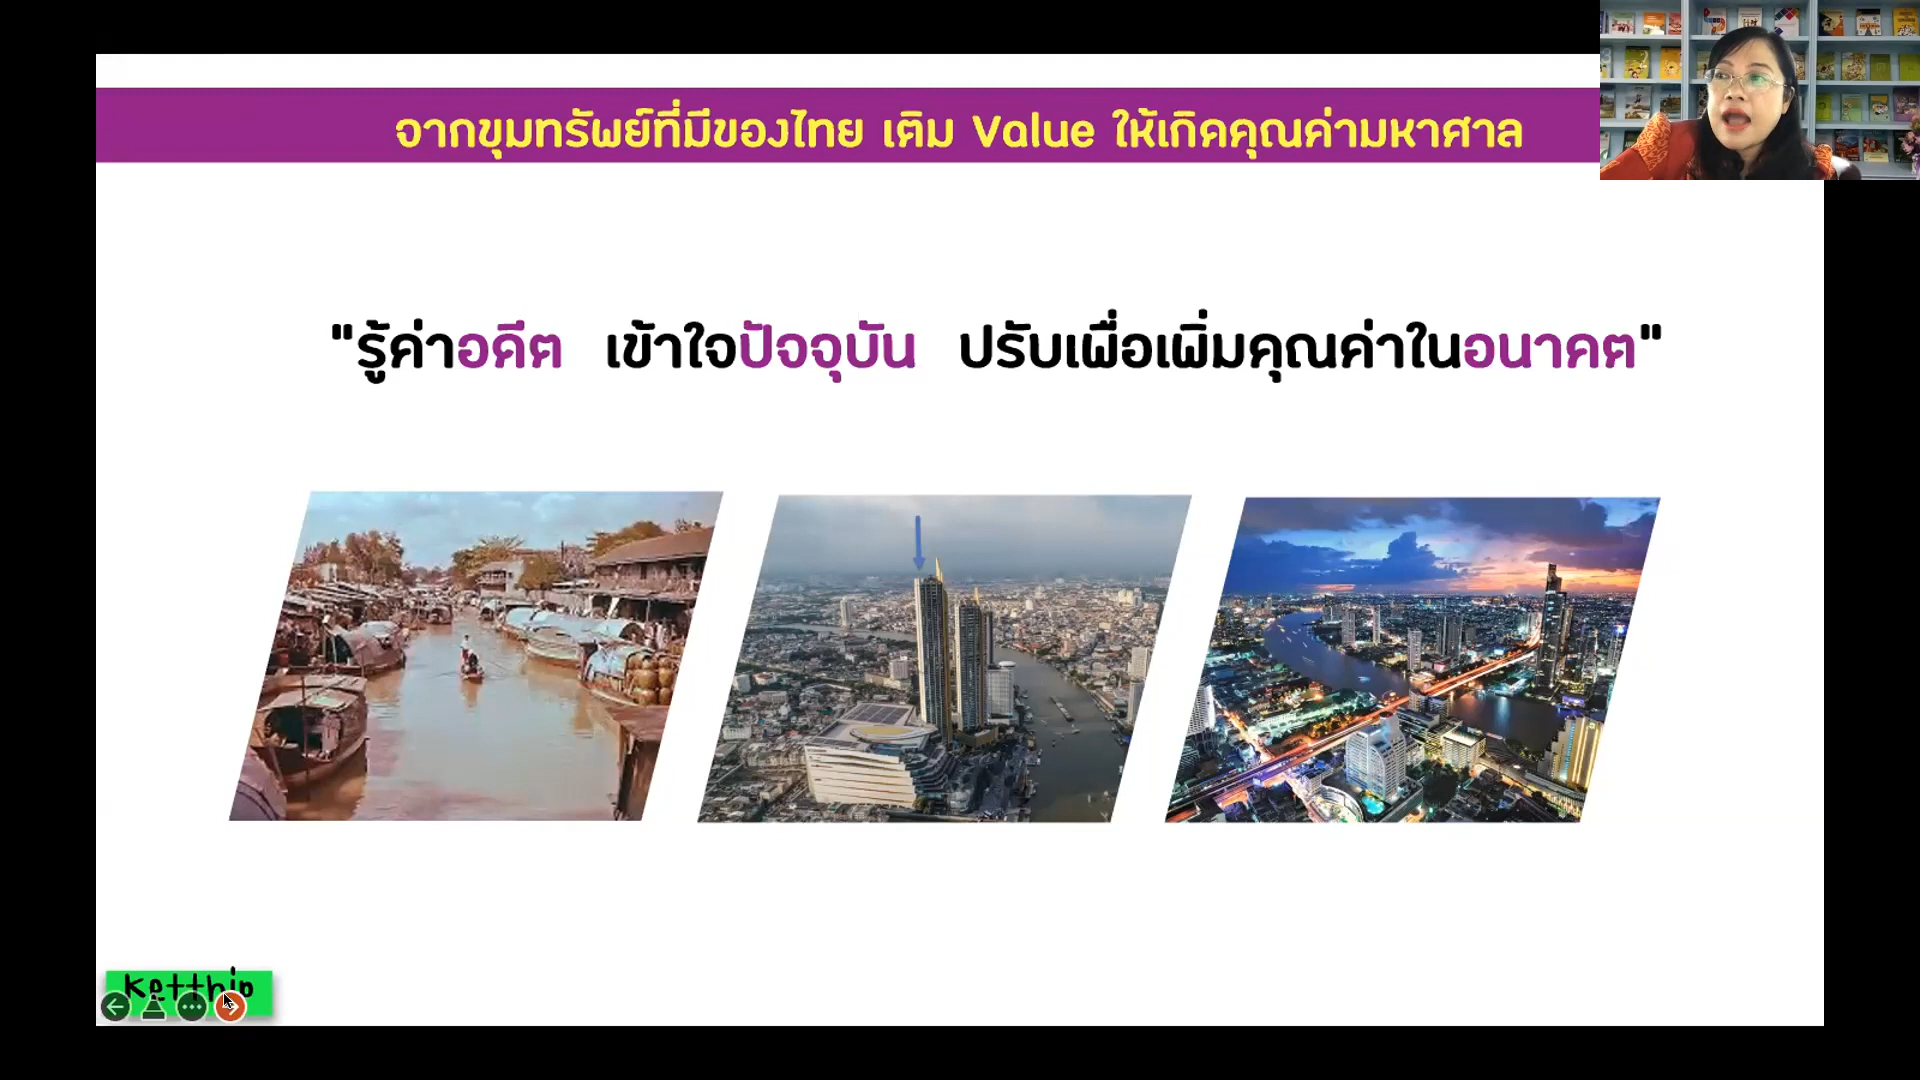 จากขุมทรัพย์ที่มีของไทย เติม Value ให้เกิดคุณค่ามหาศาล
"รู้ค่าอดีต เข้าใจปัจจุบัน ปรับเพื่อเพิ่มคุณค่าในอนาคต"
Ketthip